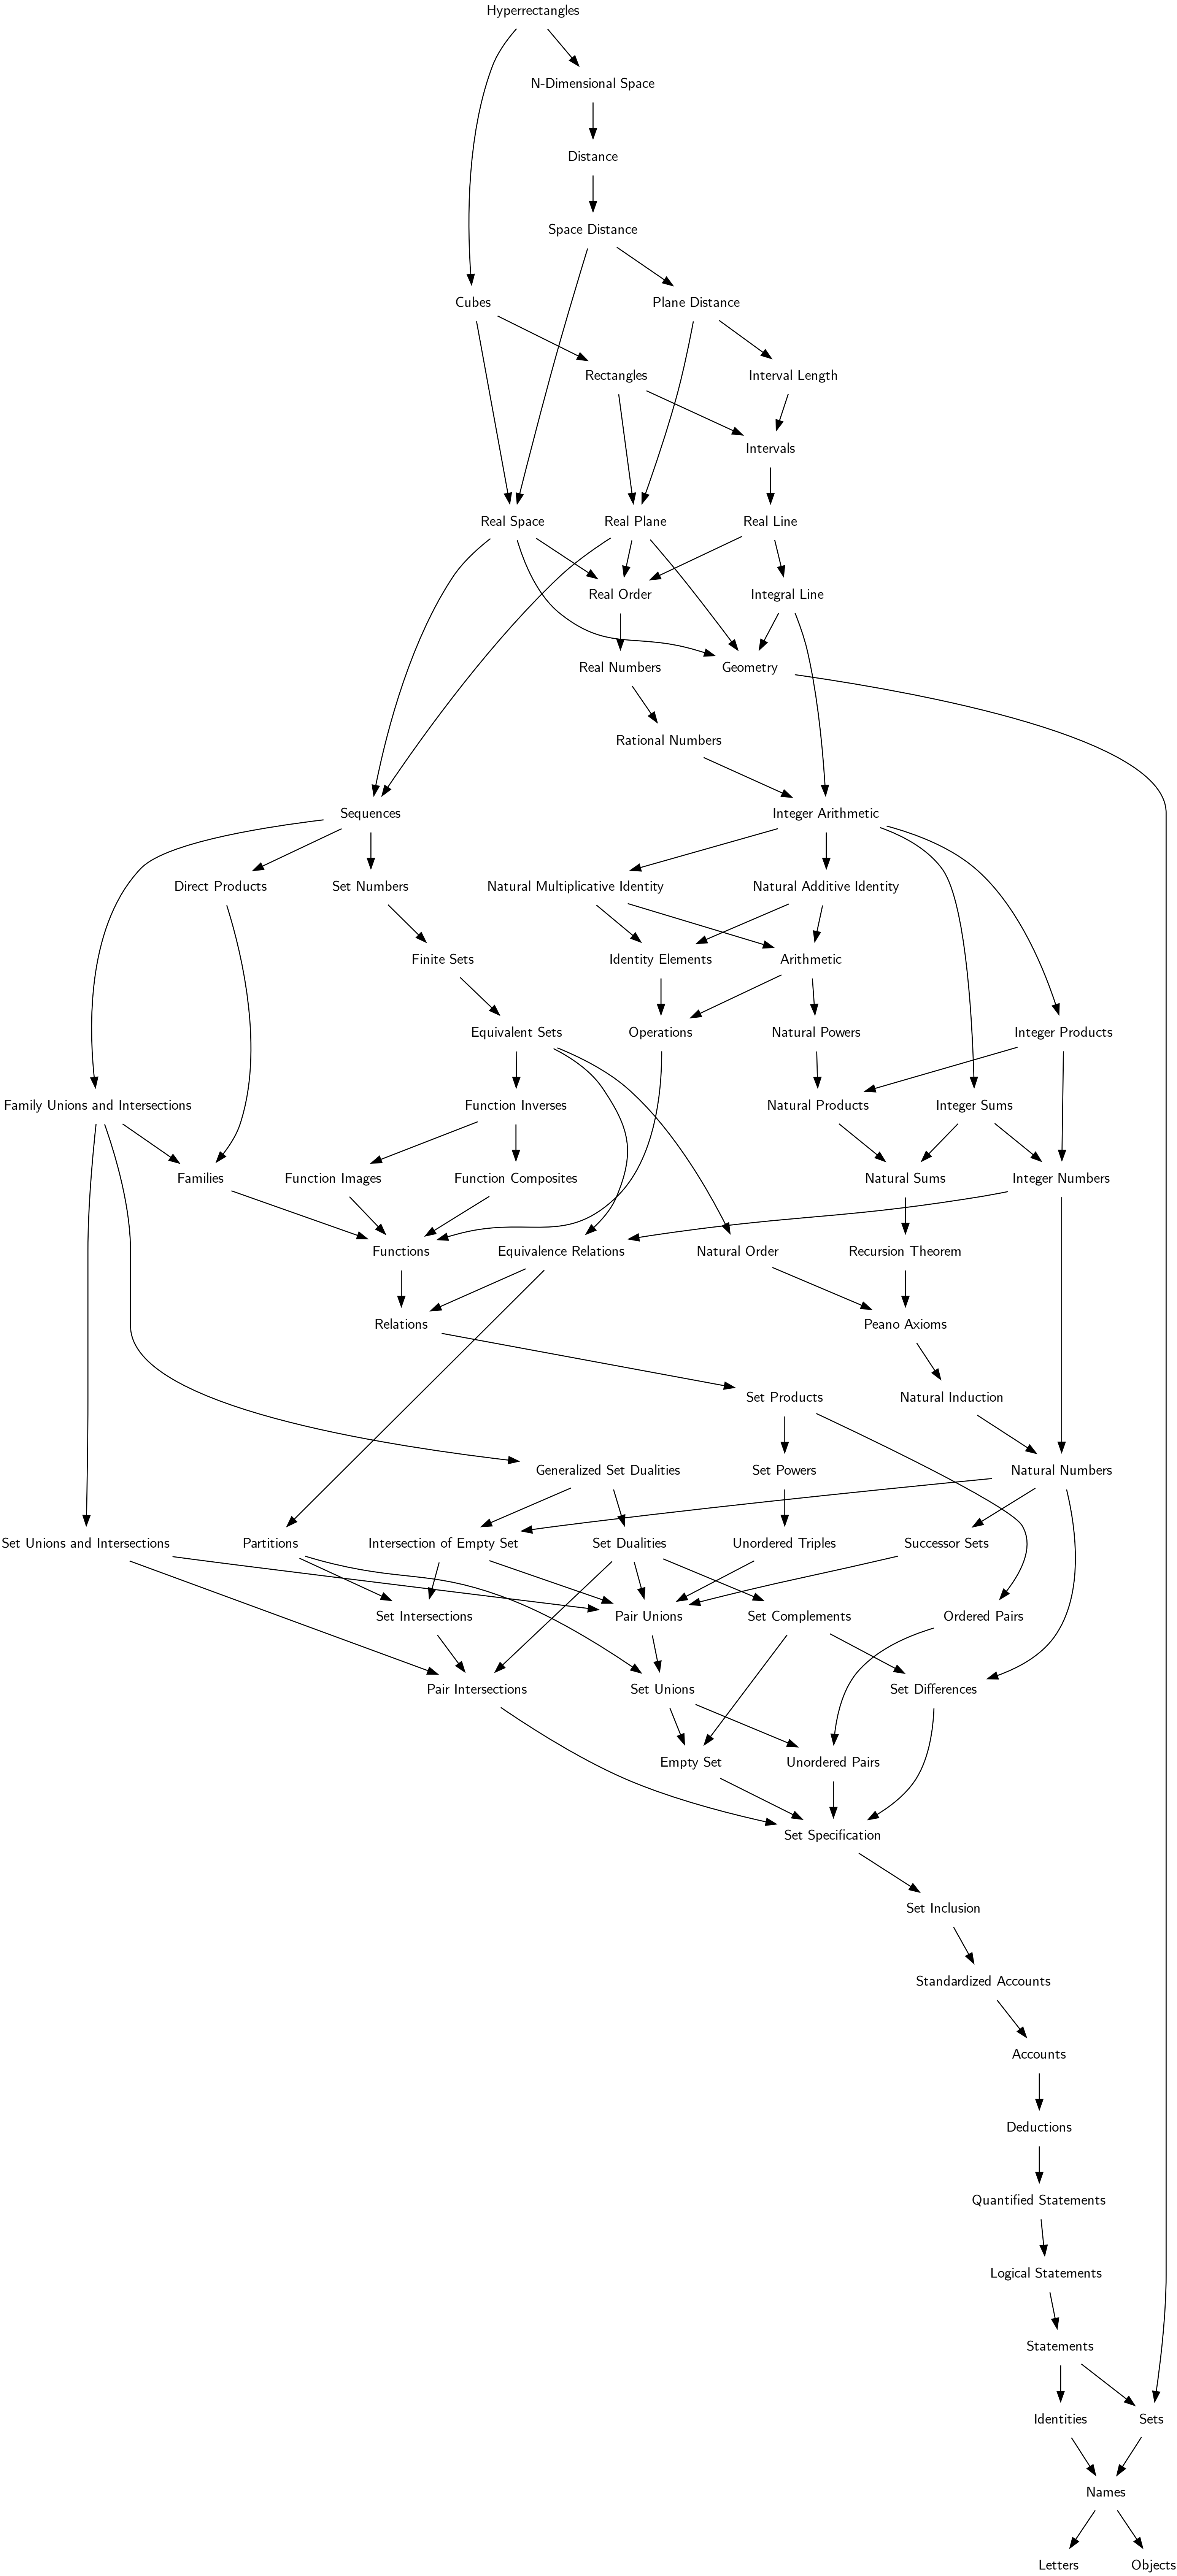 Hyperrectangles
N-Dimensional Space
Distance
Space Distance
Cubes
Plane Distance
Rectangles
Interval Length
Intervals
Real Space
Real Plane
Real Line
Real Order
Integral Line
Real Numbers
Geometry
Rational Numbers
Sequences
Integer Arithmetic
Direct Products
Set Numbers
Natural Multiplicative Identity
Natural Additive Identity
Finite Sets
Identity Elements
Arithmetic
Equivalent Sets
Operations
Natural Powers
Integer Products
Family Unions and Intersections
Function Inverses
Natural Products
Integer Sums
Families
Function Images
Function Composites
Natural Sums
Integer Numbers
Functions
Equivalence Relations
Natural Order
Recursion Theorem
Relations
Peano Axioms
Set Products
Natural Induction
Generalized Set Dualities
Set Powers
Natural Numbers
Set Unions and Intersections
Partitions
Intersection of Empty Set
Set Dualities
Unordered Triples
Successor Sets
Set Intersections
Pair Unions
Set Complements
Ordered Pairs
Pair Intersections
Set Unions
Set Differences
Empty Set
Unordered Pairs
Set Specification
Set Inclusion
Standardized Accounts
Accounts
Deductions
Quantified Statements
Logical Statements
Statements
Identities
Sets
Names
Letters
Objects